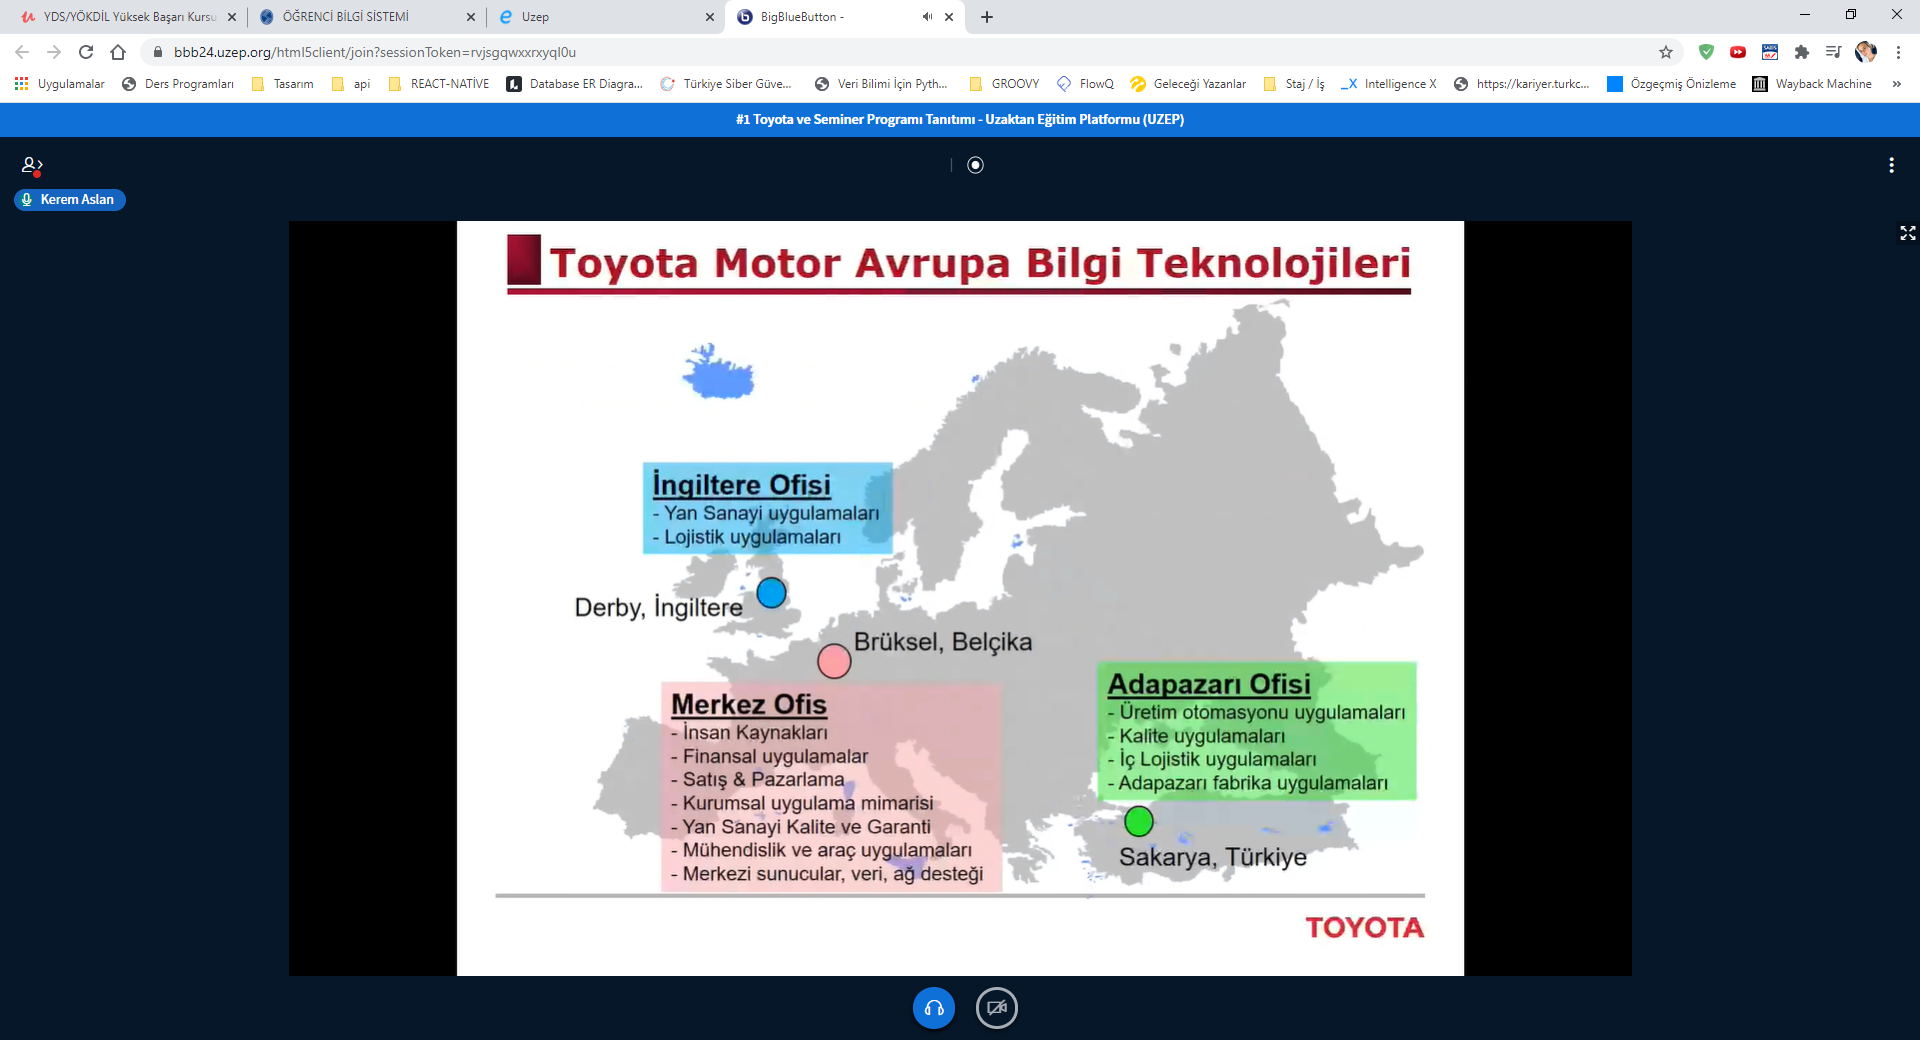 YDS/YÖKDİL Yüksek Başarı Kursu
ÖĞRENCİ BİLGİ SİSTEMİ
Uzep
BigBlueButton -
bbb24.uzep.org/html5client/join?sessionToken=rvjsgqwxxrxyqI0u
Uygulamalar
Ders Programları
Tasarım
api
REACT-NATİVE
Database ER Diagra...
Türkiye Siber Güve...
Veri Bilimi İçin Pyth...
GROOVY
FlowQ
Geleceği Yazanlar
Staj / İş
_X Intelligence X
https://kariyer.turkc...
Özgeçmiş Önizleme
Wayback Machine
»
#1 Toyota ve Seminer Programı Tanıtımı - Uzaktan Eğitim Platformu (UZEP)
Kerem Aslan
Toyota Motor Avrupa Bilgi Teknolojileri
İngiltere Ofisi
- Yan Sanayi uygulamaları
- Lojistik uygulamaları
Derby, İngiltere
Brüksel, Belçika
Merkez Ofis
- İnsan Kaynakları
- Finansal uygulamalar
- Satış & Pazarlama
- Kurumsal uygulama mimarisi
- Yan Sanayi Kalite ve Garanti
- Mühendislik ve araç uygulamaları
- Merkezi sunucular, veri, ağ desteği
Adapazarı Ofisi
- Üretim otomasyonu uygulamaları
- Kalite uygulamaları
- İç Lojistik uygulamaları
- Adapazarı fabrika uygulamaları
Sakarya, Türkiye
TOYOTA